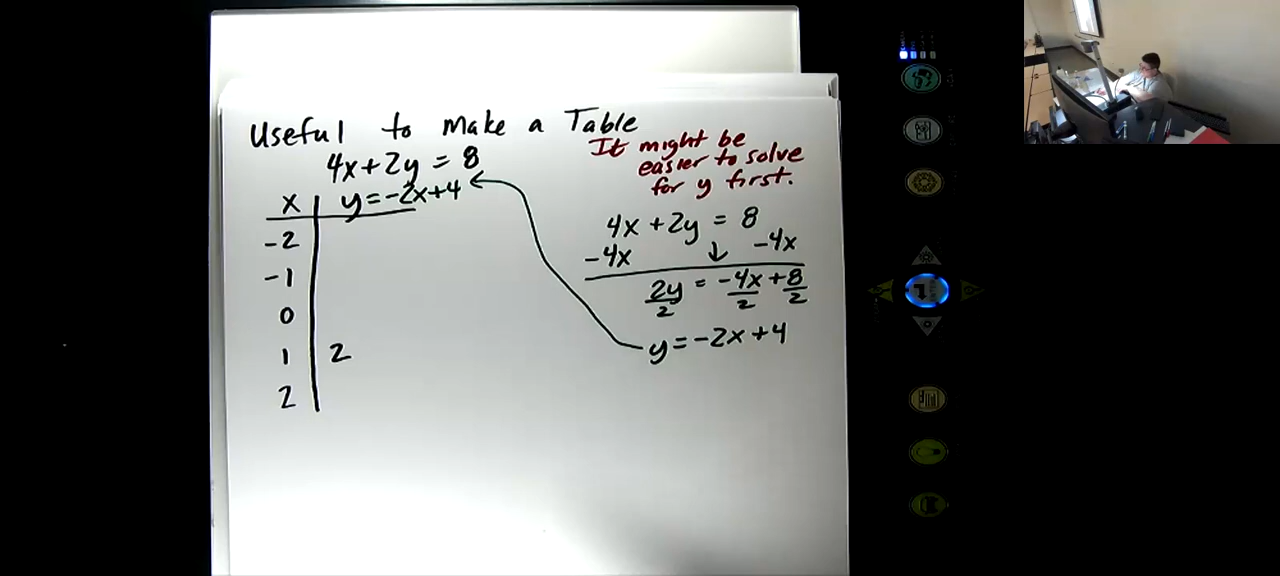 Useful to Make a Table
4x+2y = 8
x | y=-2x+4
-2
-1
0
1 | 2
2
It might be
easier to solve
for y first.
4x+2y = 8
-4x ↓ -4x
2y/2 = -4x/2 + 8/2
y=-2x+4